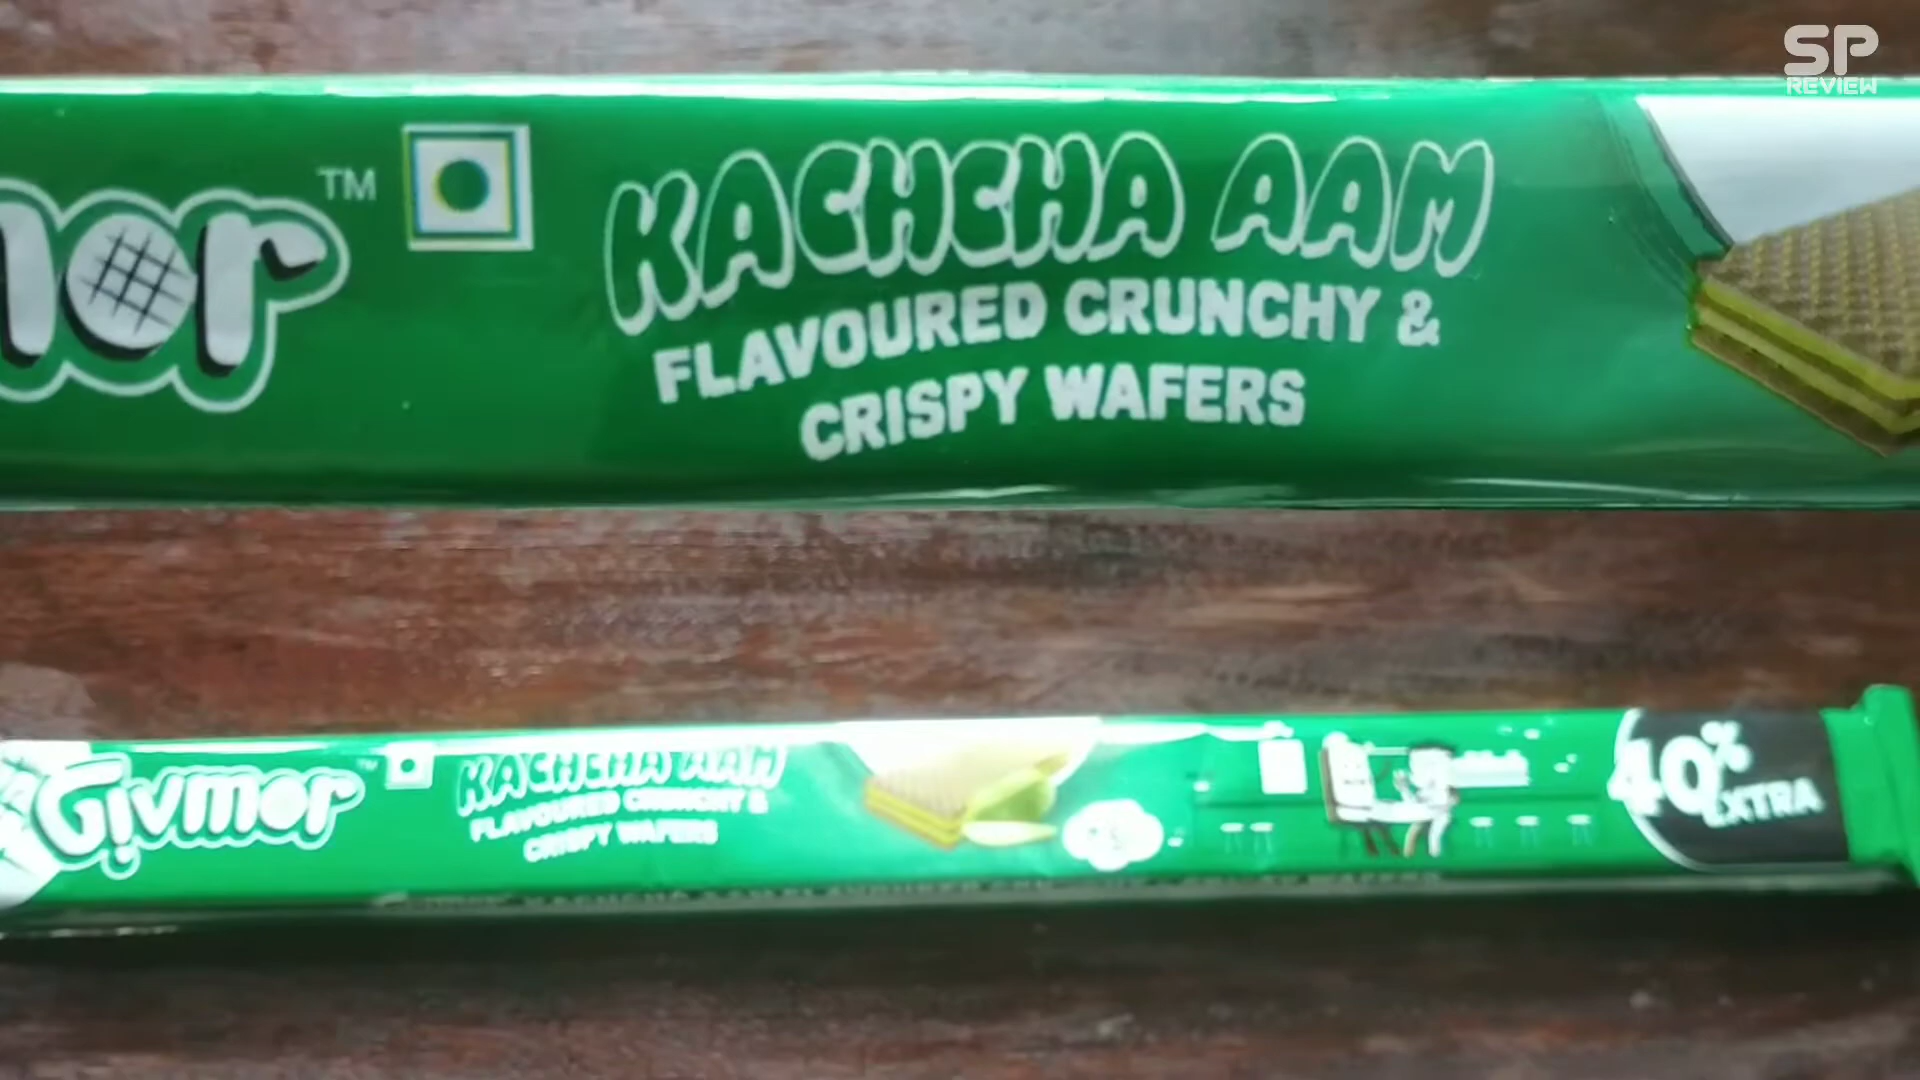 SP
REVIEW
mor TM
KACHCHA AAM
FLAVOURED CRUNCHY &
CRISPY WAFERS
Givmor TM
KACHCHA AAM
FLAVOURED CRUNCHY &
CRISPY WAFERS
40%
EXTRA